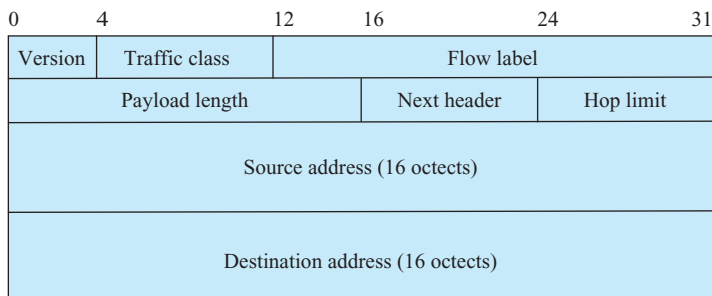 0 4 12 16 24 31
Version Traffic class Flow label
Payload length Next header Hop limit
Source address (16 octects)
Destination address (16 octects)